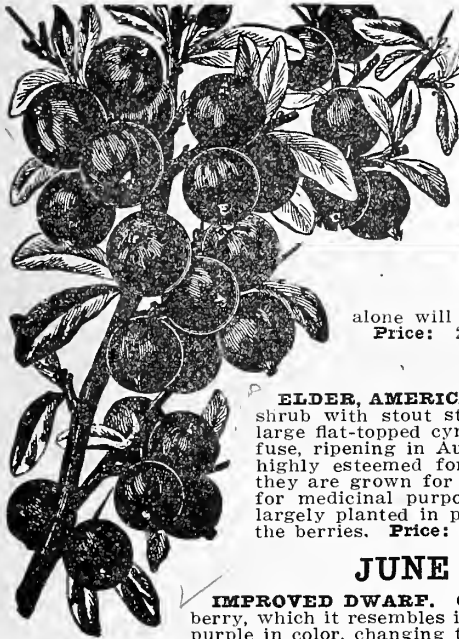 alone will
Price:
ELDER, AMERIC
shrub with stout st
large flat-topped cyr
fuse, ripening in Au
highly esteemed for
they are grown for
for medicinal purpo
largely planted in p
the berries. Price:
JUNE
IMPROVED DWARF.
berry, which it resembles i
purple in color, changing